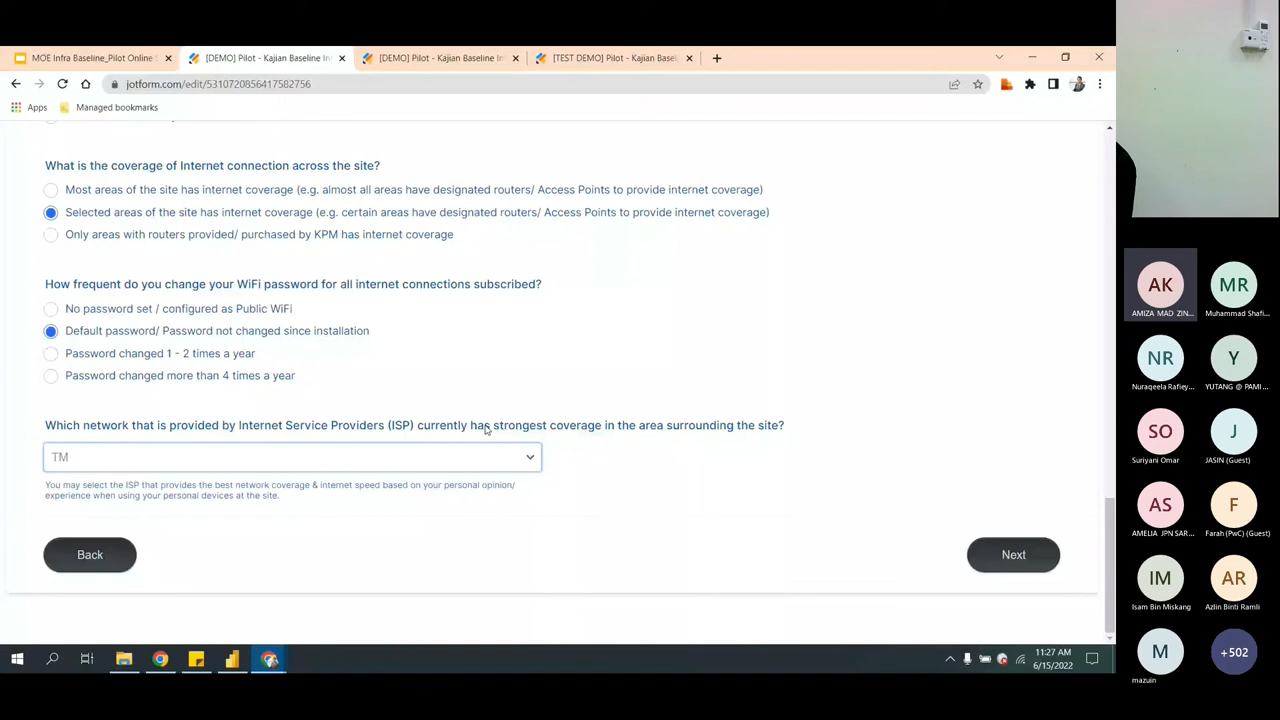 MOE Infra Baseline_Pilot Online S
[DEMO] Pilot - Kajian Baseline In
[DEMO] Pilot - Kajian Baseline In
[TEST DEMO] Pilot - Kajian Basel
jotform.com/edit/5310720856417582756
Apps
Managed bookmarks
What is the coverage of Internet connection across the site?
Most areas of the site has internet coverage (e.g. almost all areas have designated routers/ Access Points to provide internet coverage)
Selected areas of the site has internet coverage (e.g. certain areas have designated routers/ Access Points to provide internet coverage)
Only areas with routers provided/ purchased by KPM has internet coverage
How frequent do you change your WiFi password for all internet connections subscribed?
No password set / configured as Public WiFi
Default password/ Password not changed since installation
Password changed 1 - 2 times a year
Password changed more than 4 times a year
Which network that is provided by Internet Service Providers (ISP) currently has strongest coverage in the area surrounding the site?
TM
You may select the ISP that provides the best network coverage & internet speed based on your personal opinion/
experience when using your personal devices at the site.
Back
Next
11:27 AM
6/15/2022
AK
AMIZA MAD ZIN...
MR
Muhammad Shafi...
NR
Nuraqeela Rafiey...
Y
YUTANG @ PAMI ...
SO
Suriyani Omar
J
JASIN (Guest)
AS
AMELIA JPN SAR...
F
Farah (PwC) (Guest)
IM
Isam Bin Miskang
AR
Azlin Binti Ramli
M
mazuin
+502